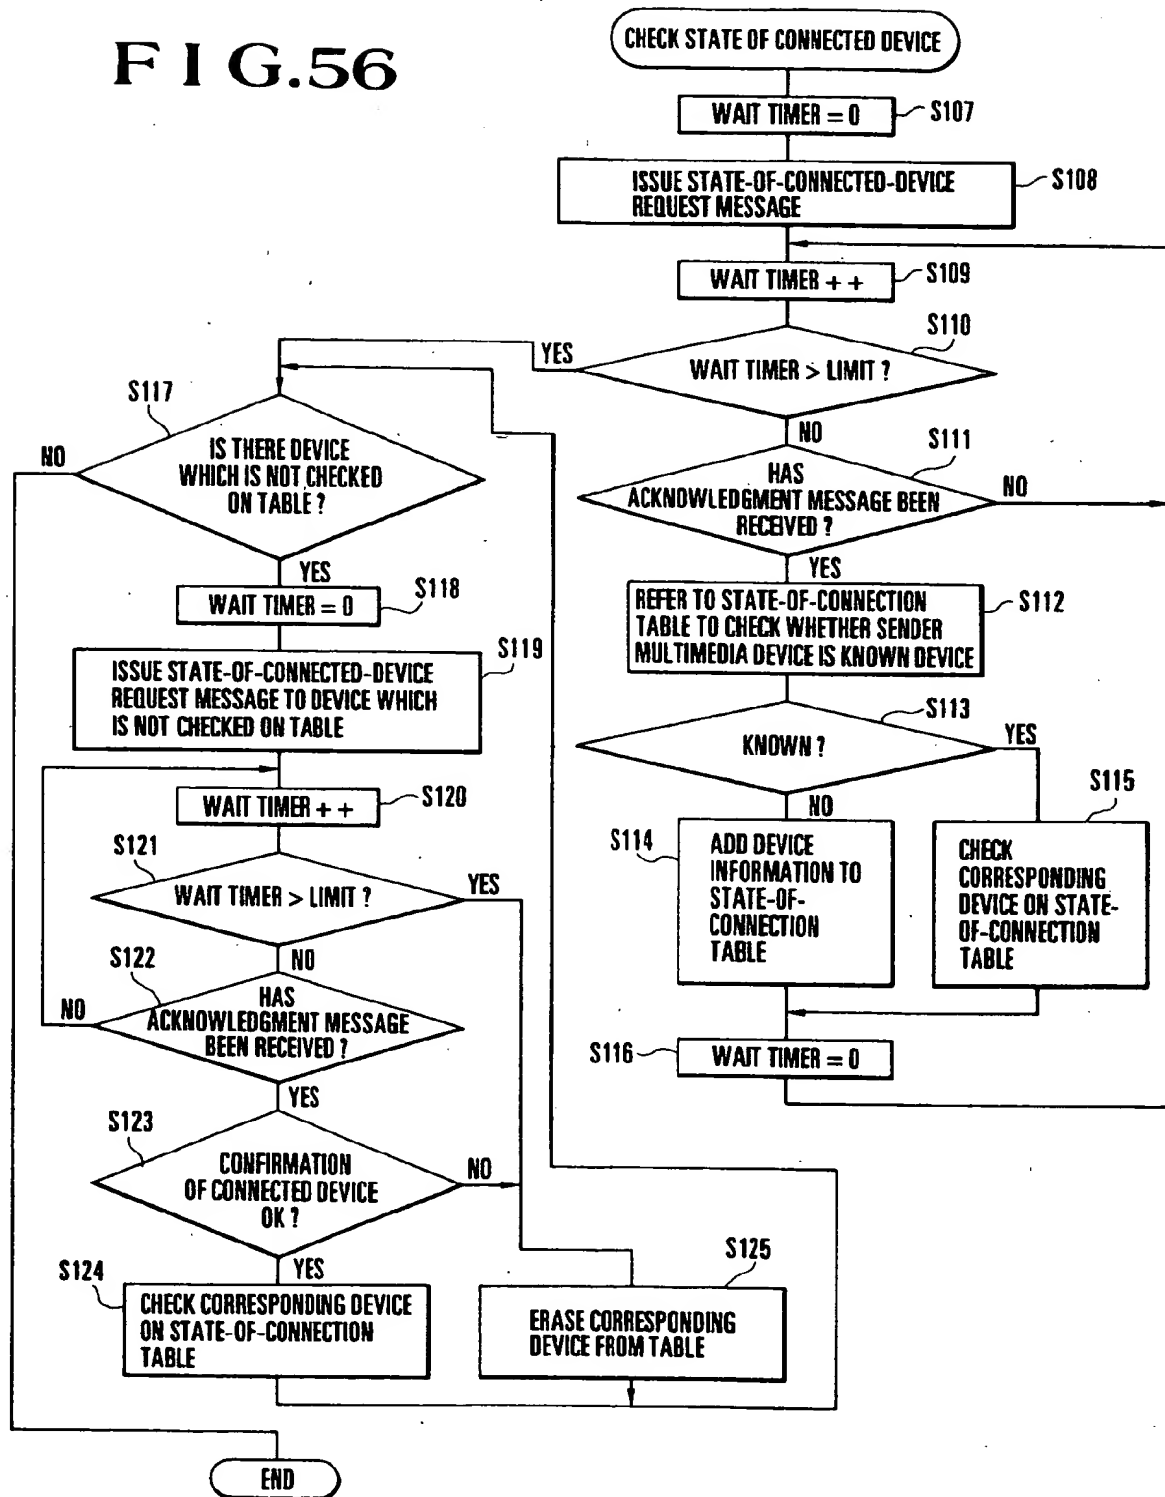 FIG.56
CHECK STATE OF CONNECTED DEVICE
WAIT TIMER = 0
S107
ISSUE STATE-OF-CONNECTED-DEVICE
REQUEST MESSAGE
S108
WAIT TIMER + +
S109
S110
WAIT TIMER > LIMIT ?
YES
NO
S111
HAS
ACKNOWLEDGMENT MESSAGE BEEN
RECEIVED ?
NO
YES
S112
REFER TO STATE-OF-CONNECTION
TABLE TO CHECK WHETHER SENDER
MULTIMEDIA DEVICE IS KNOWN DEVICE
S113
KNOWN ?
YES
NO
S114
ADD DEVICE
INFORMATION TO
STATE-OF-
CONNECTION
TABLE
S115
CHECK
CORRESPONDING
DEVICE ON STATE-
OF-CONNECTION
TABLE
S116
WAIT TIMER = 0
S117
IS THERE DEVICE
WHICH IS NOT CHECKED
ON TABLE ?
NO
YES
WAIT TIMER = 0
S118
S119
ISSUE STATE-OF-CONNECTED-DEVICE
REQUEST MESSAGE TO DEVICE WHICH
IS NOT CHECKED ON TABLE
WAIT TIMER + +
S120
S121
WAIT TIMER > LIMIT ?
YES
NO
S122
HAS
ACKNOWLEDGMENT MESSAGE
BEEN RECEIVED ?
NO
YES
S123
CONFIRMATION
OF CONNECTED DEVICE
OK ?
NO
YES
S124
CHECK CORRESPONDING DEVICE
ON STATE-OF-CONNECTION
TABLE
S125
ERASE CORRESPONDING
DEVICE FROM TABLE
END